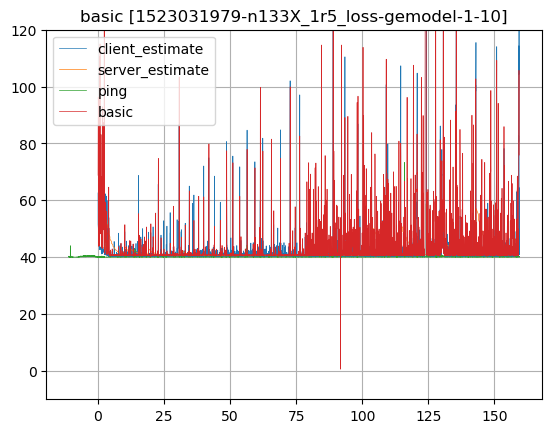 basic [1523031979-n133X_1r5_loss-gemodel-1-10]
120
100
80
60
40
20
0
client_estimate
server_estimate
ping
basic
0 25 50 75 100 125 150